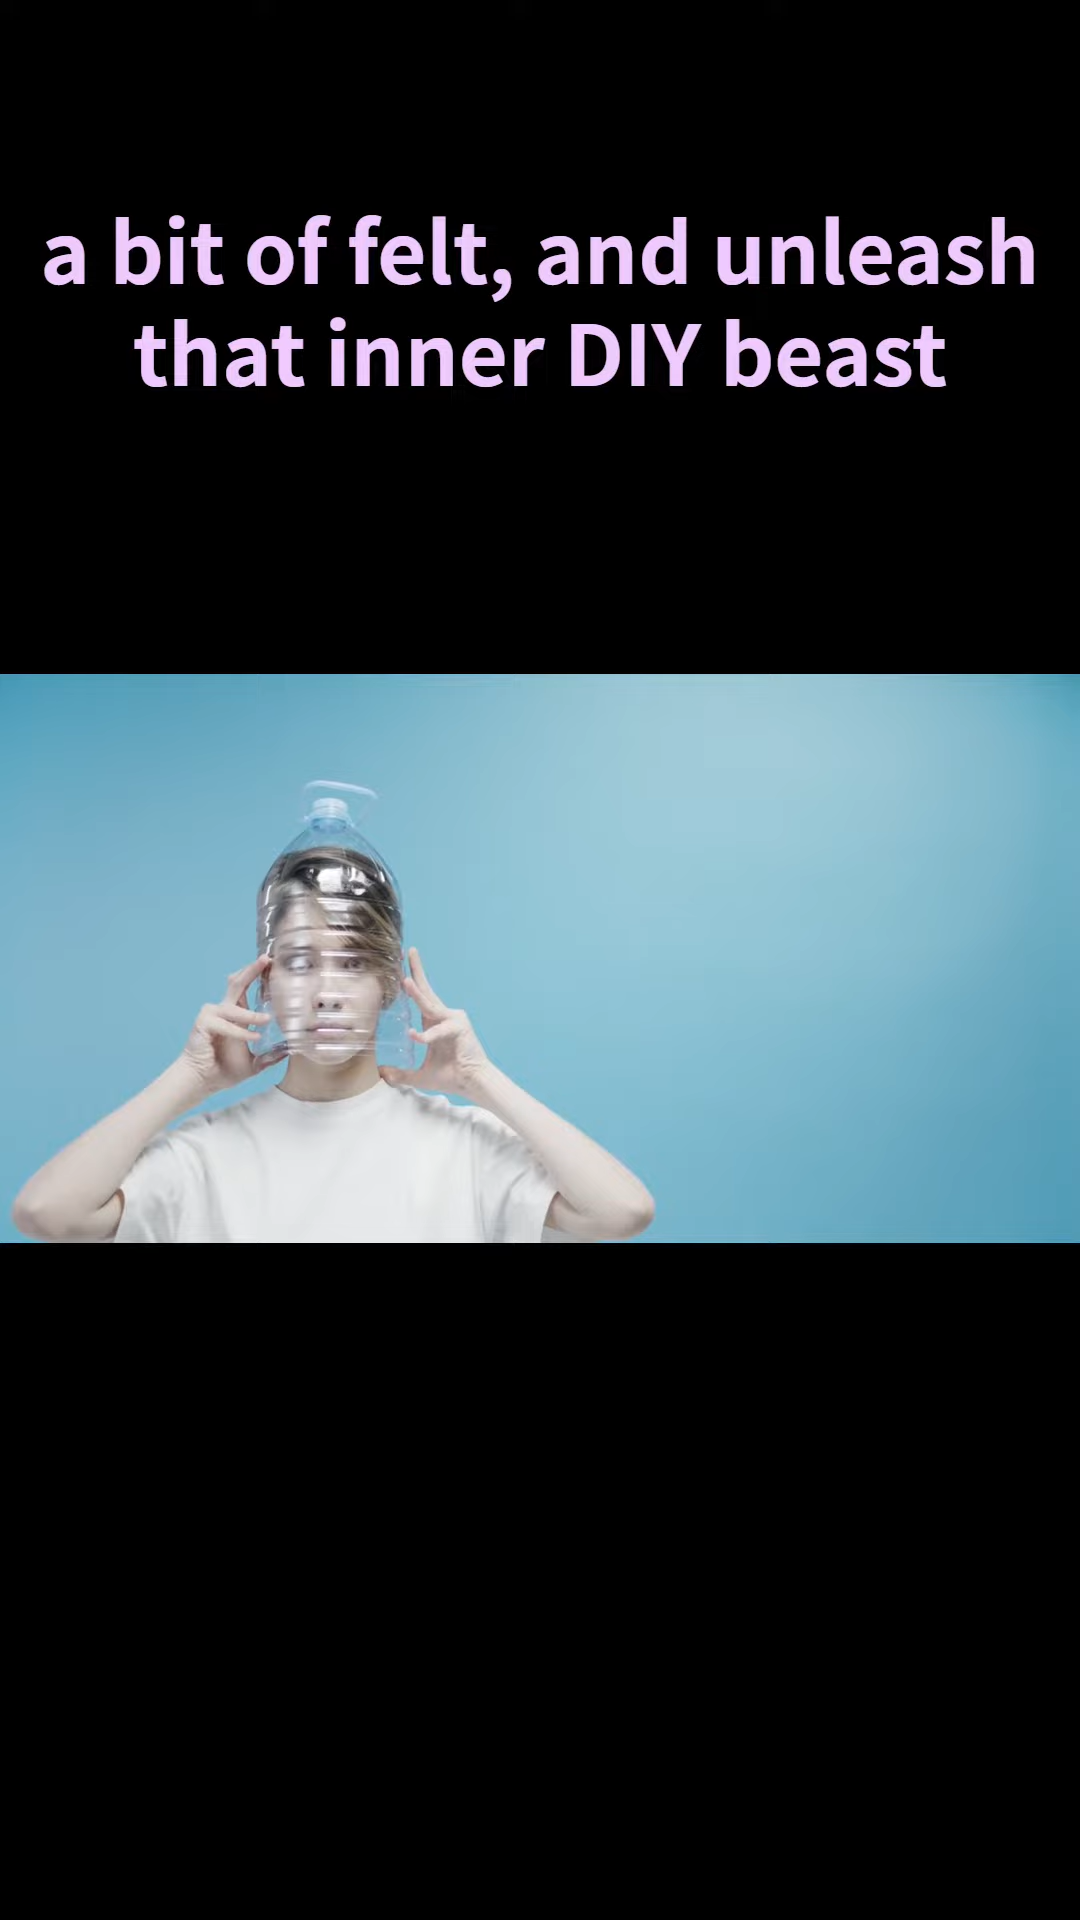 a bit of felt, and unleash
that inner DIY beast